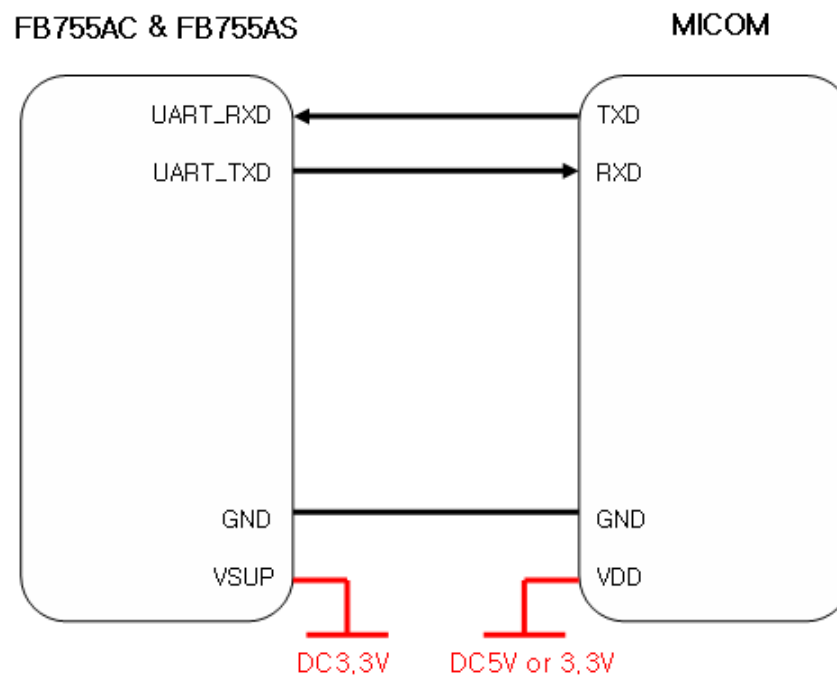 FB755AC & FB755AS
MICOM
UART_RXD
TXD
UART_TXD
RXD
GND
GND
VSUP
VDD
DC3,3V
DC5V or 3,3V